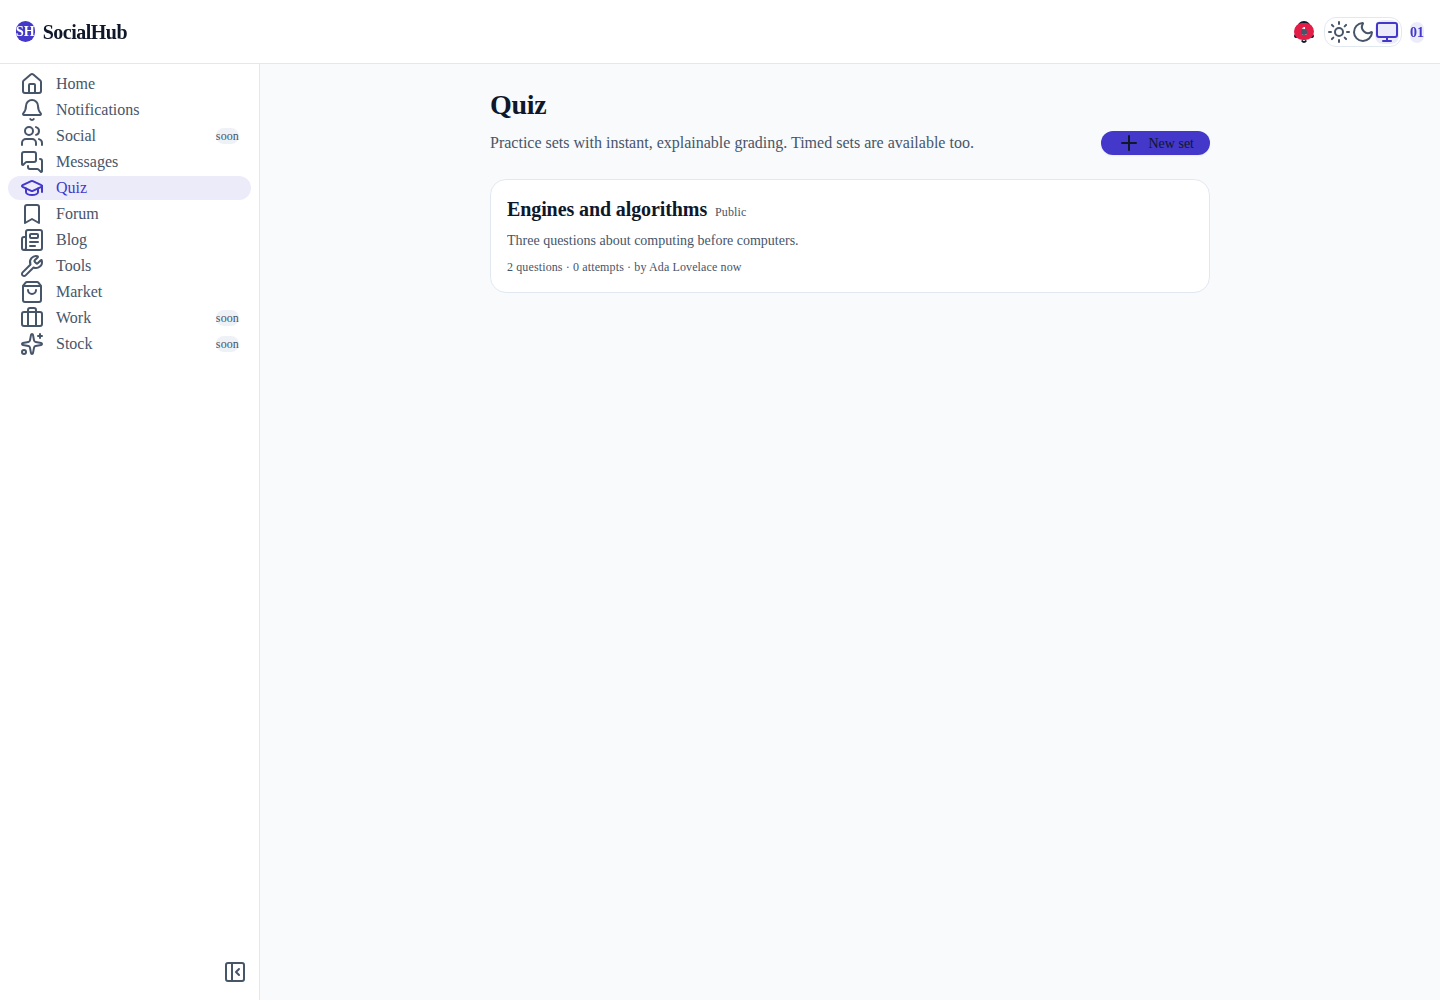 SH SocialHub
01
Home
Notifications
Social soon
Messages
Quiz
Forum
Blog
Tools
Market
Work soon
Stock soon
Quiz
Practice sets with instant, explainable grading. Timed sets are available too.
New set
Engines and algorithms Public
Three questions about computing before computers.
2 questions · 0 attempts · by Ada Lovelace now